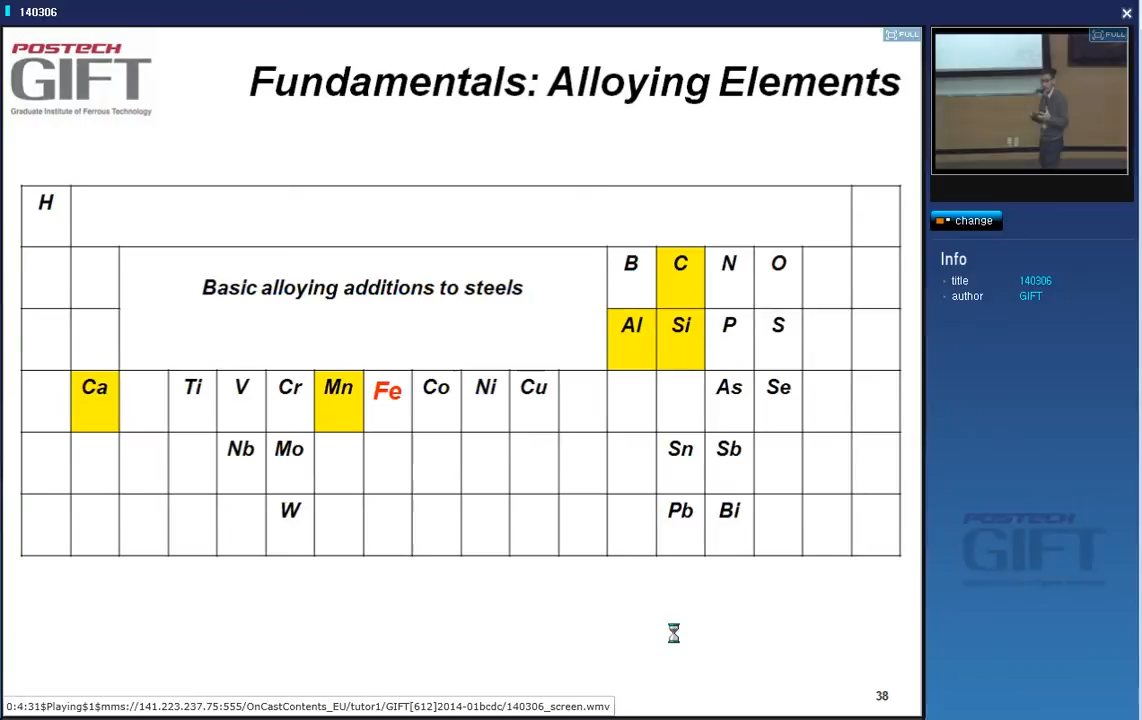 140306
FULL
POSTECH
GIFT
Graduate Institute of Ferrous Technology
Fundamentals: Alloying Elements
FULL
change
Info
title 140306
author GIFT
H
B C N O
Basic alloying additions to steels
Al Si P S
Ca Ti V Cr Mn Fe Co Ni Cu As Se
Nb Mo Sn Sb
W Pb Bi
POSTECH
GIFT
38
0:4:31$Playing$1$mms://141.223.237.75:555/OnCastContents_EU/tutor1/GIFT[612]2014-01bcdc/140306_screen.wmv